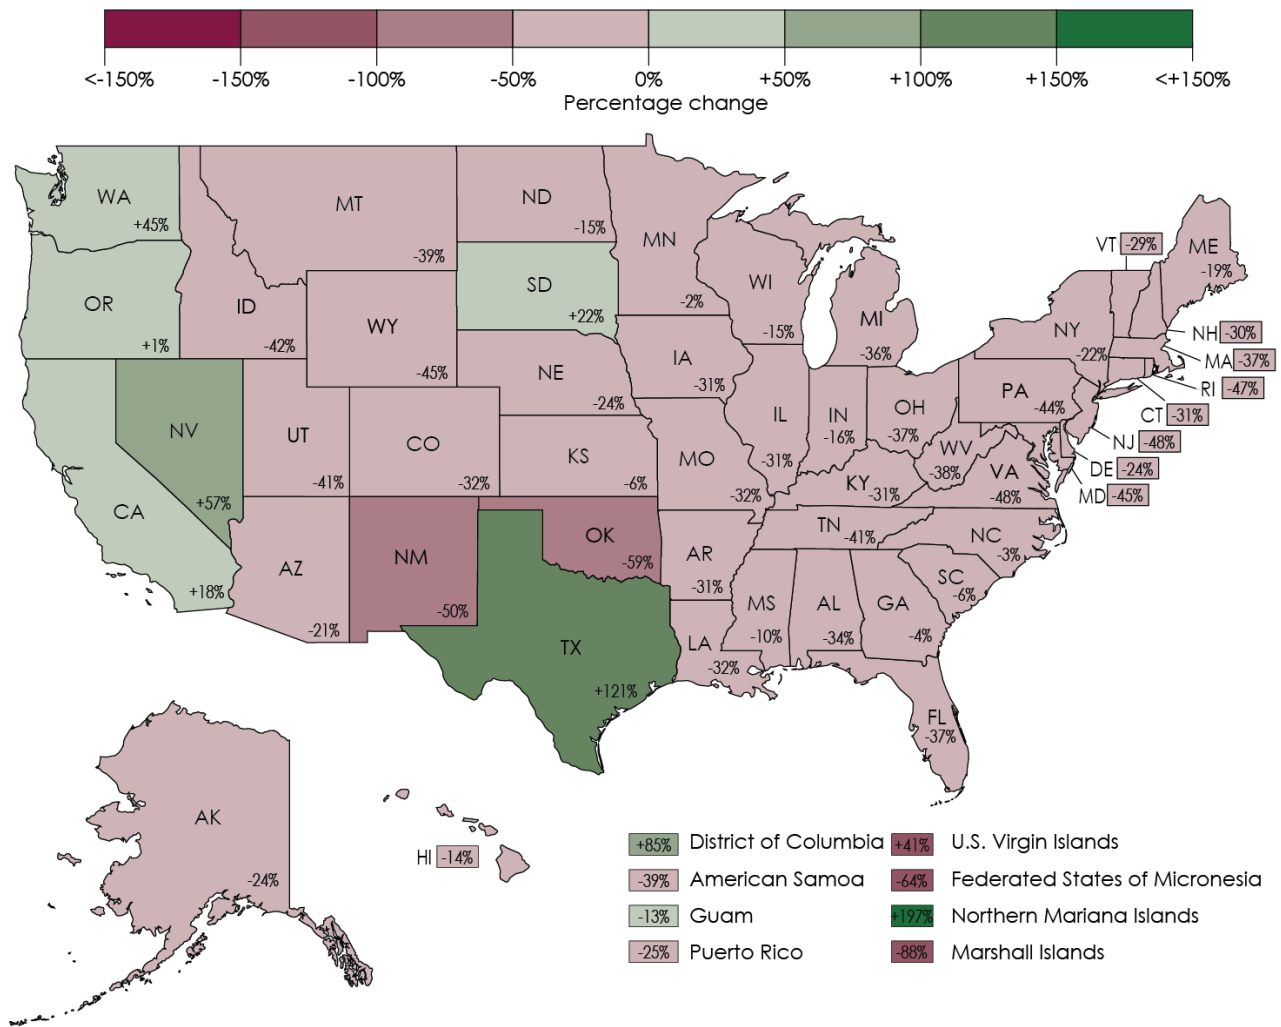 <-150% -150% -100% -50% 0% +50% +100% +150% <+150%
Percentage change
WA
+45%
MT
-39%
ND
-15%
MN
-2%
VT -29%
ME
-19%
OR
+1%
ID
-42%
WY
-45%
SD
+22%
WI
-15%
MI
-36%
NY
-22%
NH -30%
MA -37%
RI -47%
CT -31%
NJ -48%
DE -24%
MD -45%
NV
+57%
UT
-41%
CO
-32%
NE
-24%
IA
-31%
IL
-31%
IN
-16%
OH
-37%
PA
-44%
WV
-38%
VA
-48%
CA
+18%
KS
-6%
MO
-32%
KY
-31%
AZ
-21%
NM
-50%
OK
-59%
AR
-31%
TN
-41%
NC
-3%
SC
-6%
TX
+121%
LA
-32%
MS
-10%
AL
-34%
GA
-4%
FL
-37%
AK
-24%
HI -14%
+85% District of Columbia
-39% American Samoa
-13% Guam
-25% Puerto Rico
+41% U.S. Virgin Islands
-64% Federated States of Micronesia
+197% Northern Mariana Islands
-88% Marshall Islands